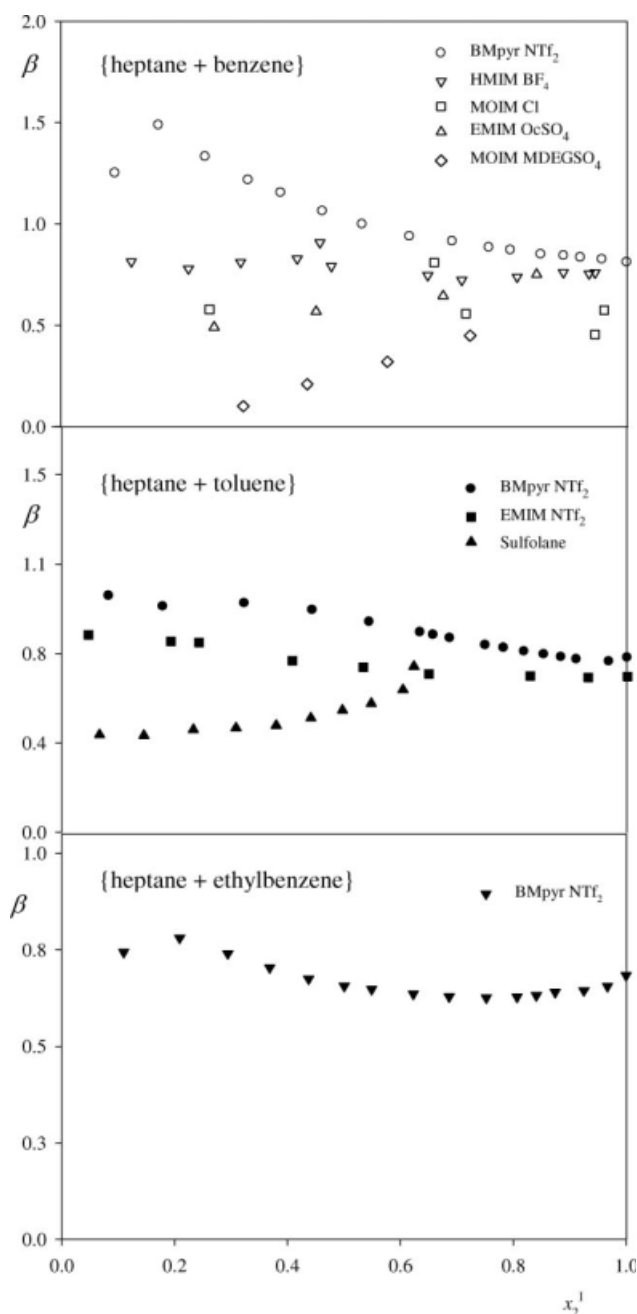 2.0
β
{heptane + benzene}
BMpyr NTf₂
HMIM BF₄
MOIM Cl
EMIM OcSO₄
MOIM MDEGSO₄
1.5
1.0
0.5
0.0
1.5
{heptane + toluene}
BMpyr NTf₂
β
EMIM NTf₂
Sulfolane
1.1
0.8
0.4
0.0
1.0
{heptane + ethylbenzene}
BMpyr NTf₂
β
0.8
0.5
0.3
0.0
0.0 0.2 0.4 0.6 0.8 1.0
x₂ᴵ